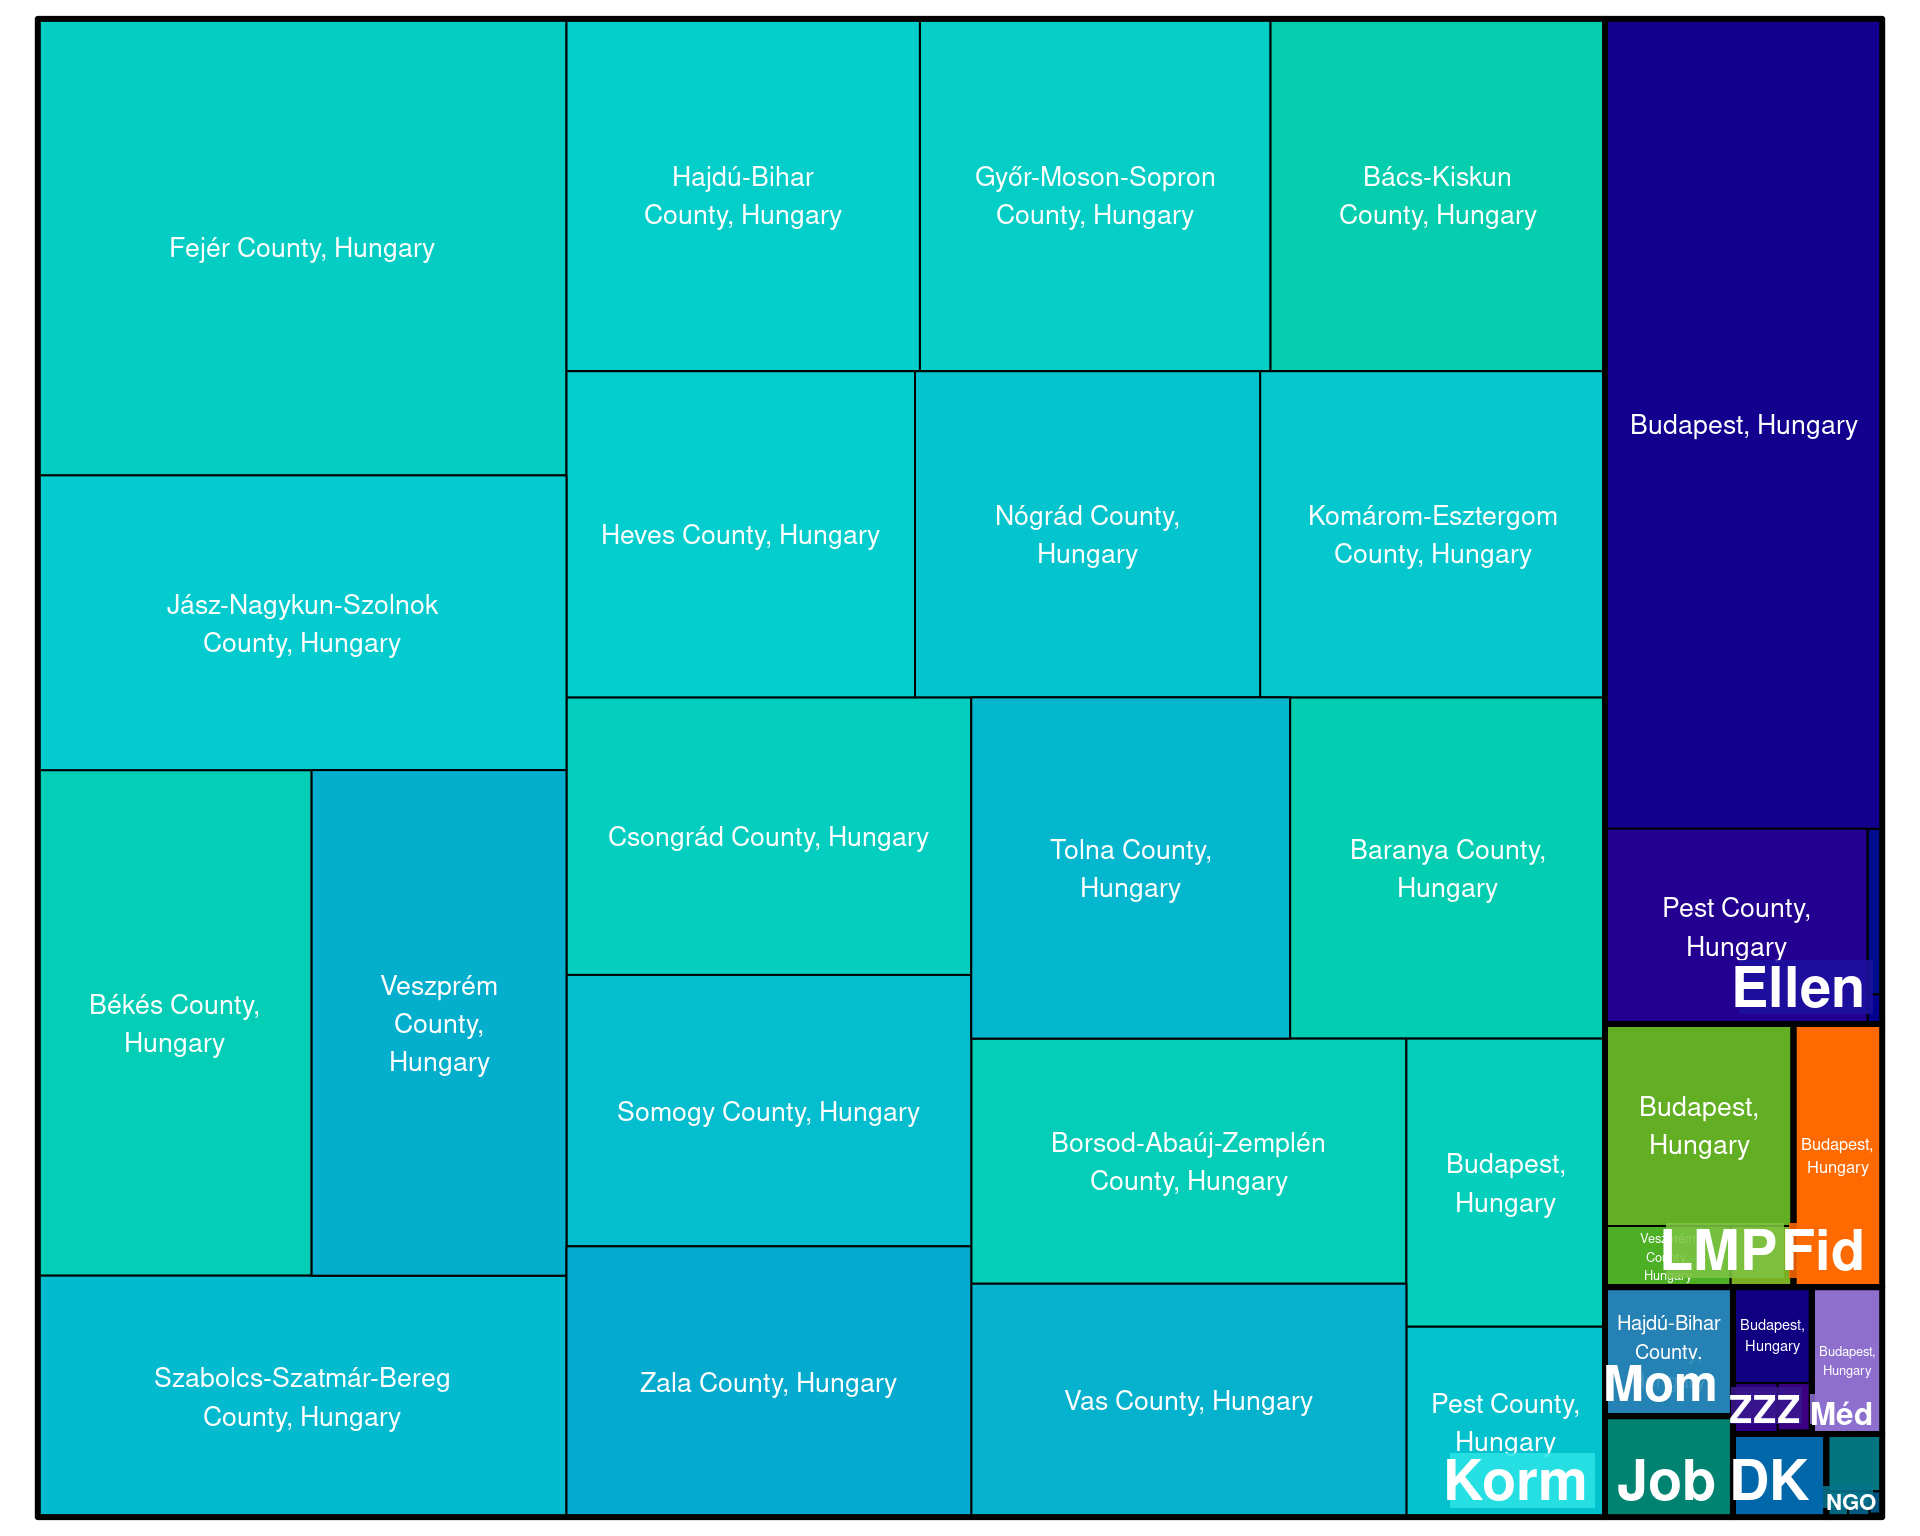 Fejér County, Hungary
Hajdú-Bihar
County, Hungary
Győr-Moson-Sopron
County, Hungary
Bács-Kiskun
County, Hungary
Budapest, Hungary
Jász-Nagykun-Szolnok
County, Hungary
Heves County, Hungary
Nógrád County,
Hungary
Komárom-Esztergom
County, Hungary
Békés County,
Hungary
Veszprém
County,
Hungary
Csongrád County, Hungary
Tolna County,
Hungary
Baranya County,
Hungary
Pest County,
Hungary
Ellen
Somogy County, Hungary
Borsod-Abaúj-Zemplén
County, Hungary
Budapest,
Hungary
Budapest,
Hungary
Budapest,
Hungary
Veszprém
County,
Hungary
LMP
Fid
Szabolcs-Szatmár-Bereg
County, Hungary
Zala County, Hungary
Vas County, Hungary
Pest County,
Hungary
Korm
Hajdú-Bihar
County,
Mom
Budapest,
Hungary
ZZZ
Budapest,
Hungary
Méd
Job
DK
NGO